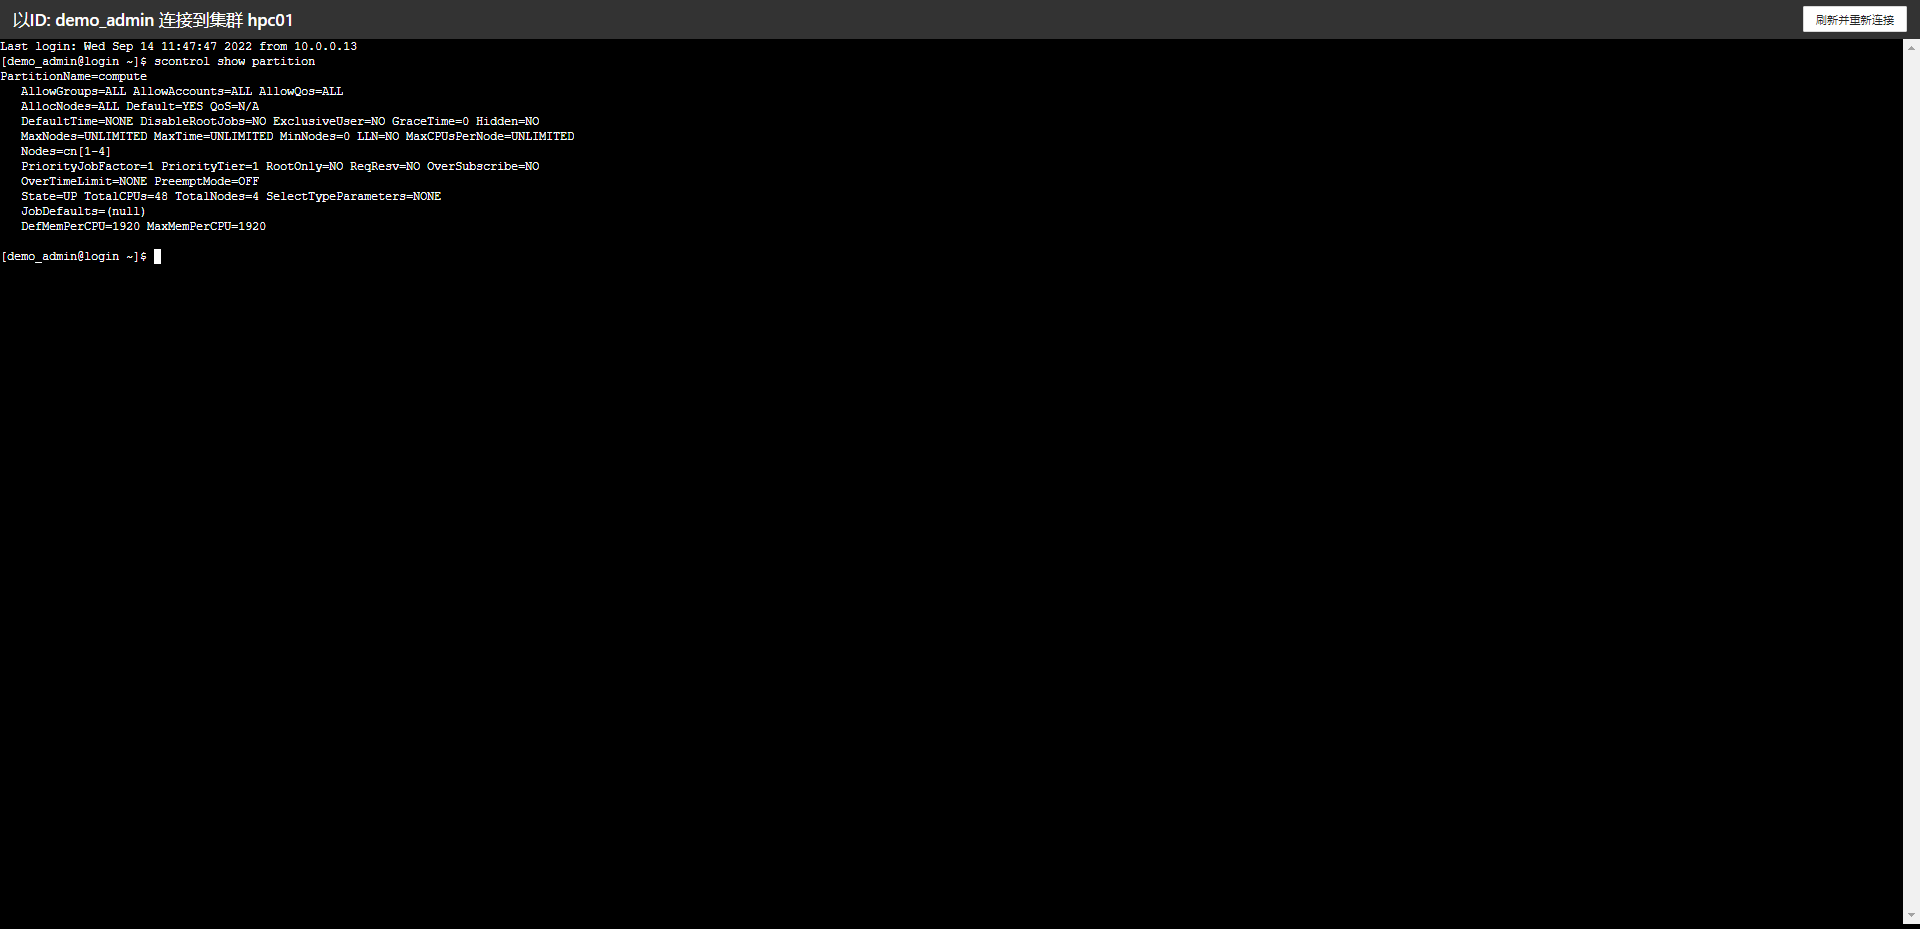 以ID: demo_admin 连接到集群 hpc01
刷新并重新连接
Last login: Wed Sep 14 11:47:47 2022 from 10.0.0.13
[demo_admin@login ~]$ scontrol show partition
PartitionName=compute
   AllowGroups=ALL AllowAccounts=ALL AllowQos=ALL
   AllocNodes=ALL Default=YES QoS=N/A
   DefaultTime=NONE DisableRootJobs=NO ExclusiveUser=NO GraceTime=0 Hidden=NO
   MaxNodes=UNLIMITED MaxTime=UNLIMITED MinNodes=0 LLN=NO MaxCPUsPerNode=UNLIMITED
   Nodes=cn[1-4]
   PriorityJobFactor=1 PriorityTier=1 RootOnly=NO ReqResv=NO OverSubscribe=NO
   OverTimeLimit=NONE PreemptMode=OFF
   State=UP TotalCPUs=48 TotalNodes=4 SelectTypeParameters=NONE
   JobDefaults=(null)
   DefMemPerCPU=1920 MaxMemPerCPU=1920
[demo_admin@login ~]$